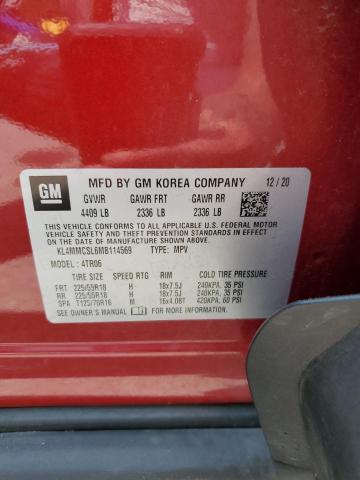 GM
MFD BY GM KOREA COMPANY 12 / 20
GVWR GAWR FRT GAWR RR
4409 LB 2336 LB 2336 LB
THIS VEHICLE CONFORMS TO ALL APPLICABLE U.S. FEDERAL MOTOR
VEHICLE SAFETY, BUMPER, AND THEFT PREVENTION STANDARDS
IN EFFECT ON THE DATE OF MANUFACTURE SHOWN ABOVE.
KL4MMCSL6MB114569 TYPE: MPV
MODEL: 4TR06
TIRE SIZE SPEED RTG RIM COLD TIRE PRESSURE
FRT 225/55R18 H 18x7.5J 240KPA, 35 PSI
RR 225/55R18 H 18x7.5J 240KPA, 35 PSI
SPA T125/70R16 M 16x4.0BT 420KPA, 60 PSI
SEE OWNER'S MANUAL FOR MORE INFORMATION.